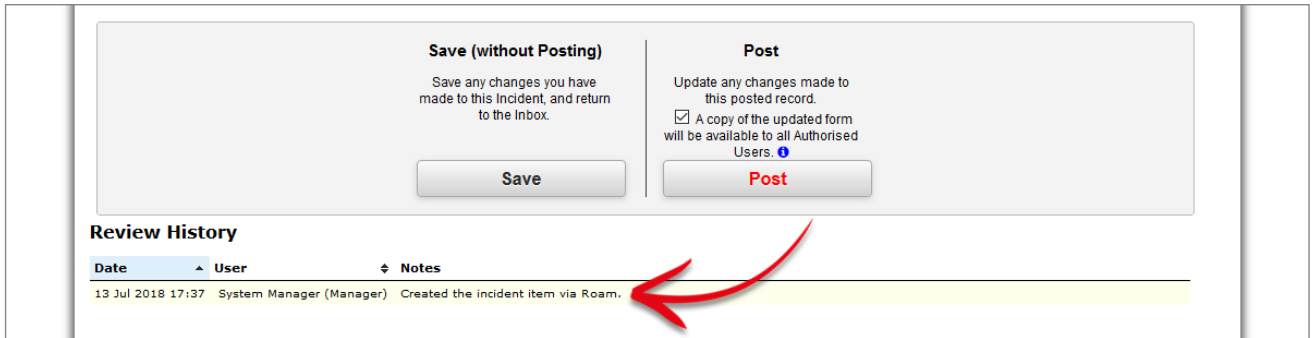 Save (without Posting)
Save any changes you have
made to this Incident, and return
to the Inbox.
Save
Post
Update any changes made to
this posted record.
A copy of the updated form
will be available to all Authorised
Users.
Post
Review History
Date User Notes
13 Jul 2018 17:37 System Manager (Manager) Created the incident item via Roam.